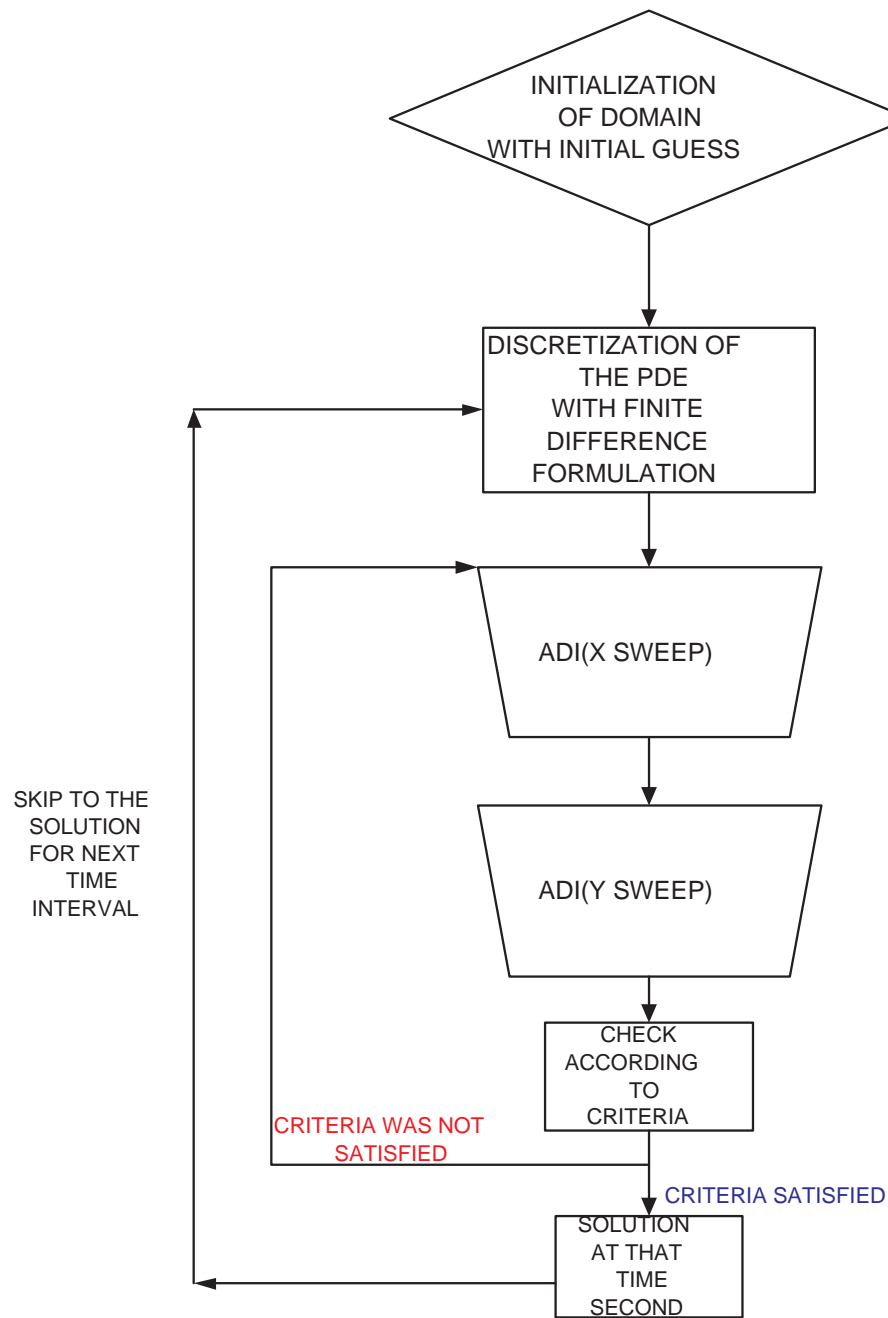 INITIALIZATION
OF DOMAIN
WITH INITIAL GUESS
DISCRETIZATION OF
THE PDE
WITH FINITE
DIFFERENCE
FORMULATION
ADI(X SWEEP)
SKIP TO THE
SOLUTION
FOR NEXT
TIME
INTERVAL
ADI(Y SWEEP)
CHECK
ACCORDING
TO
CRITERIA
CRITERIA WAS NOT
SATISFIED
CRITERIA SATISFIED
SOLUTION
AT THAT
TIME
SECOND